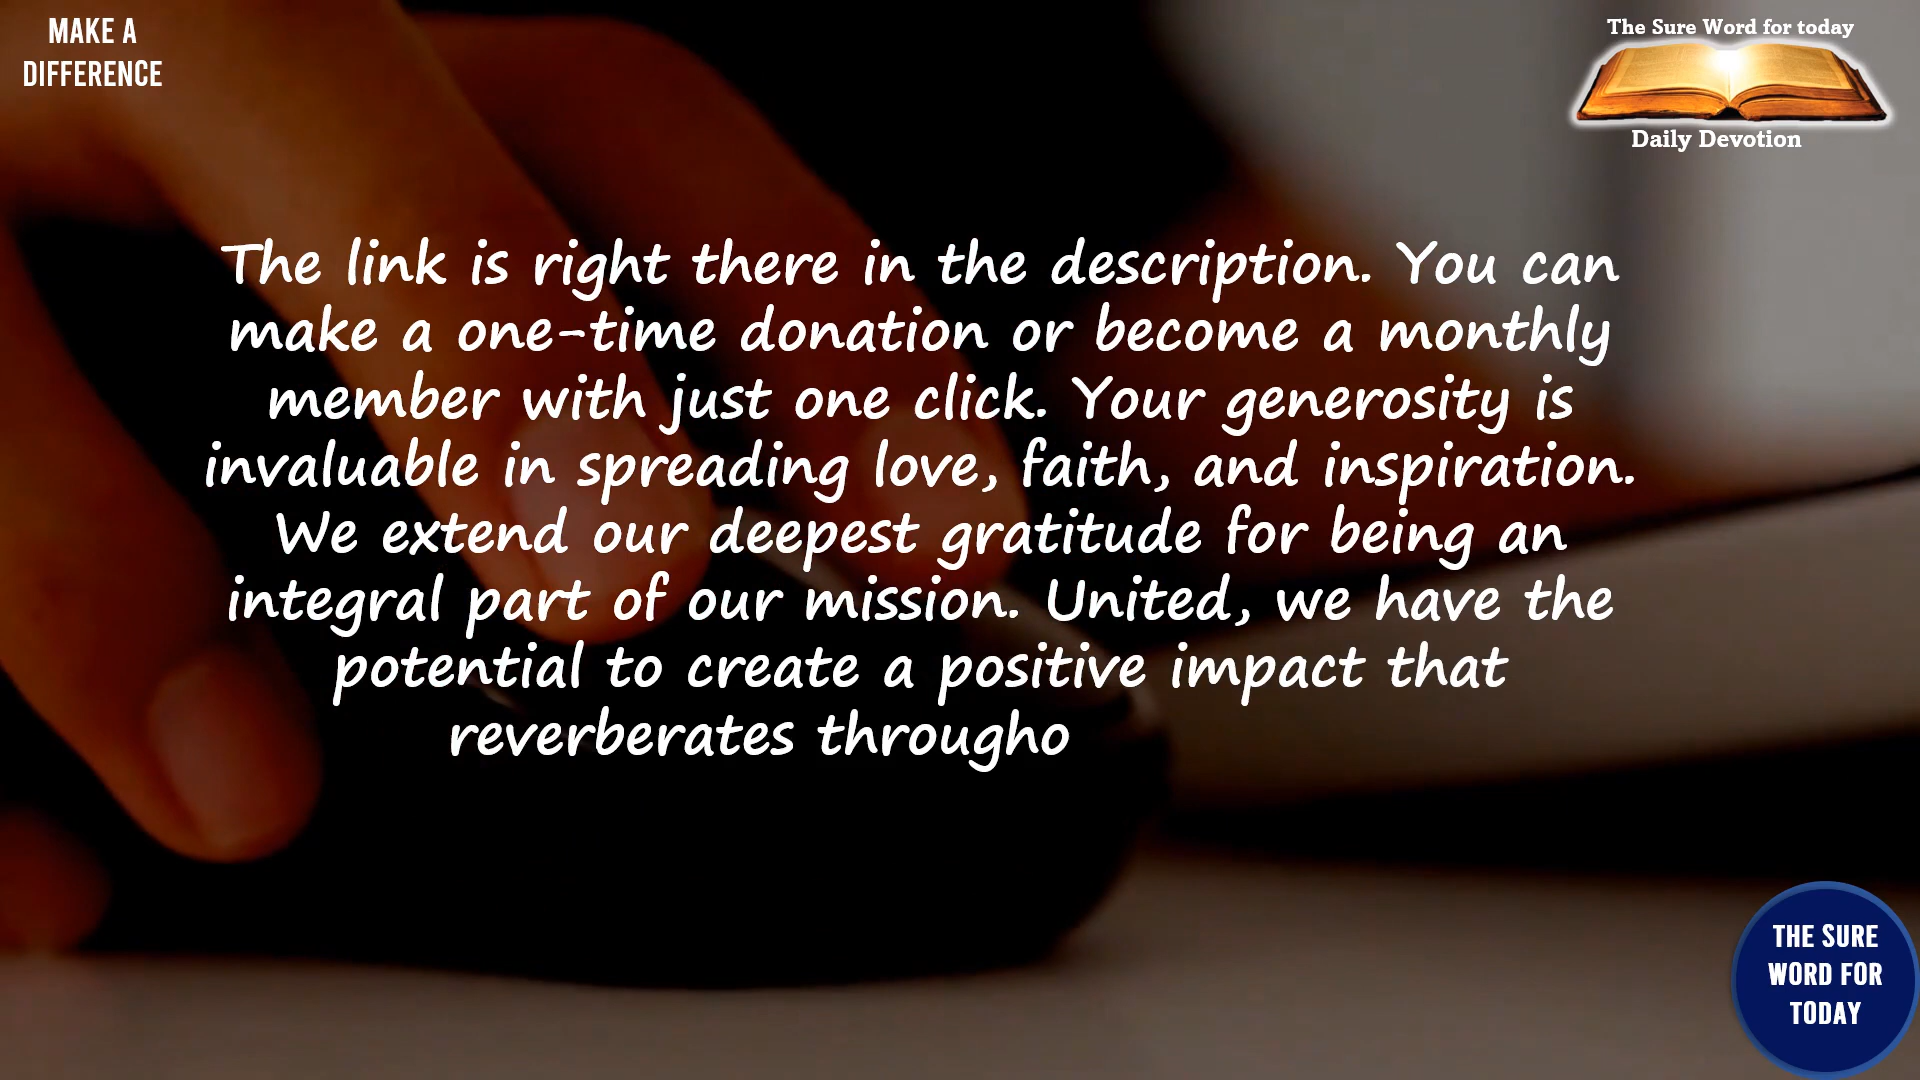 MAKE A
DIFFERENCE
The Sure Word for today
Daily Devotion
The link is right there in the description. You can
make a one-time donation or become a monthly
member with just one click. Your generosity is
invaluable in spreading love, faith, and inspiration.
We extend our deepest gratitude for being an
integral part of our mission. United, we have the
potential to create a positive impact that
reverberates througho
THE SURE
WORD FOR
TODAY